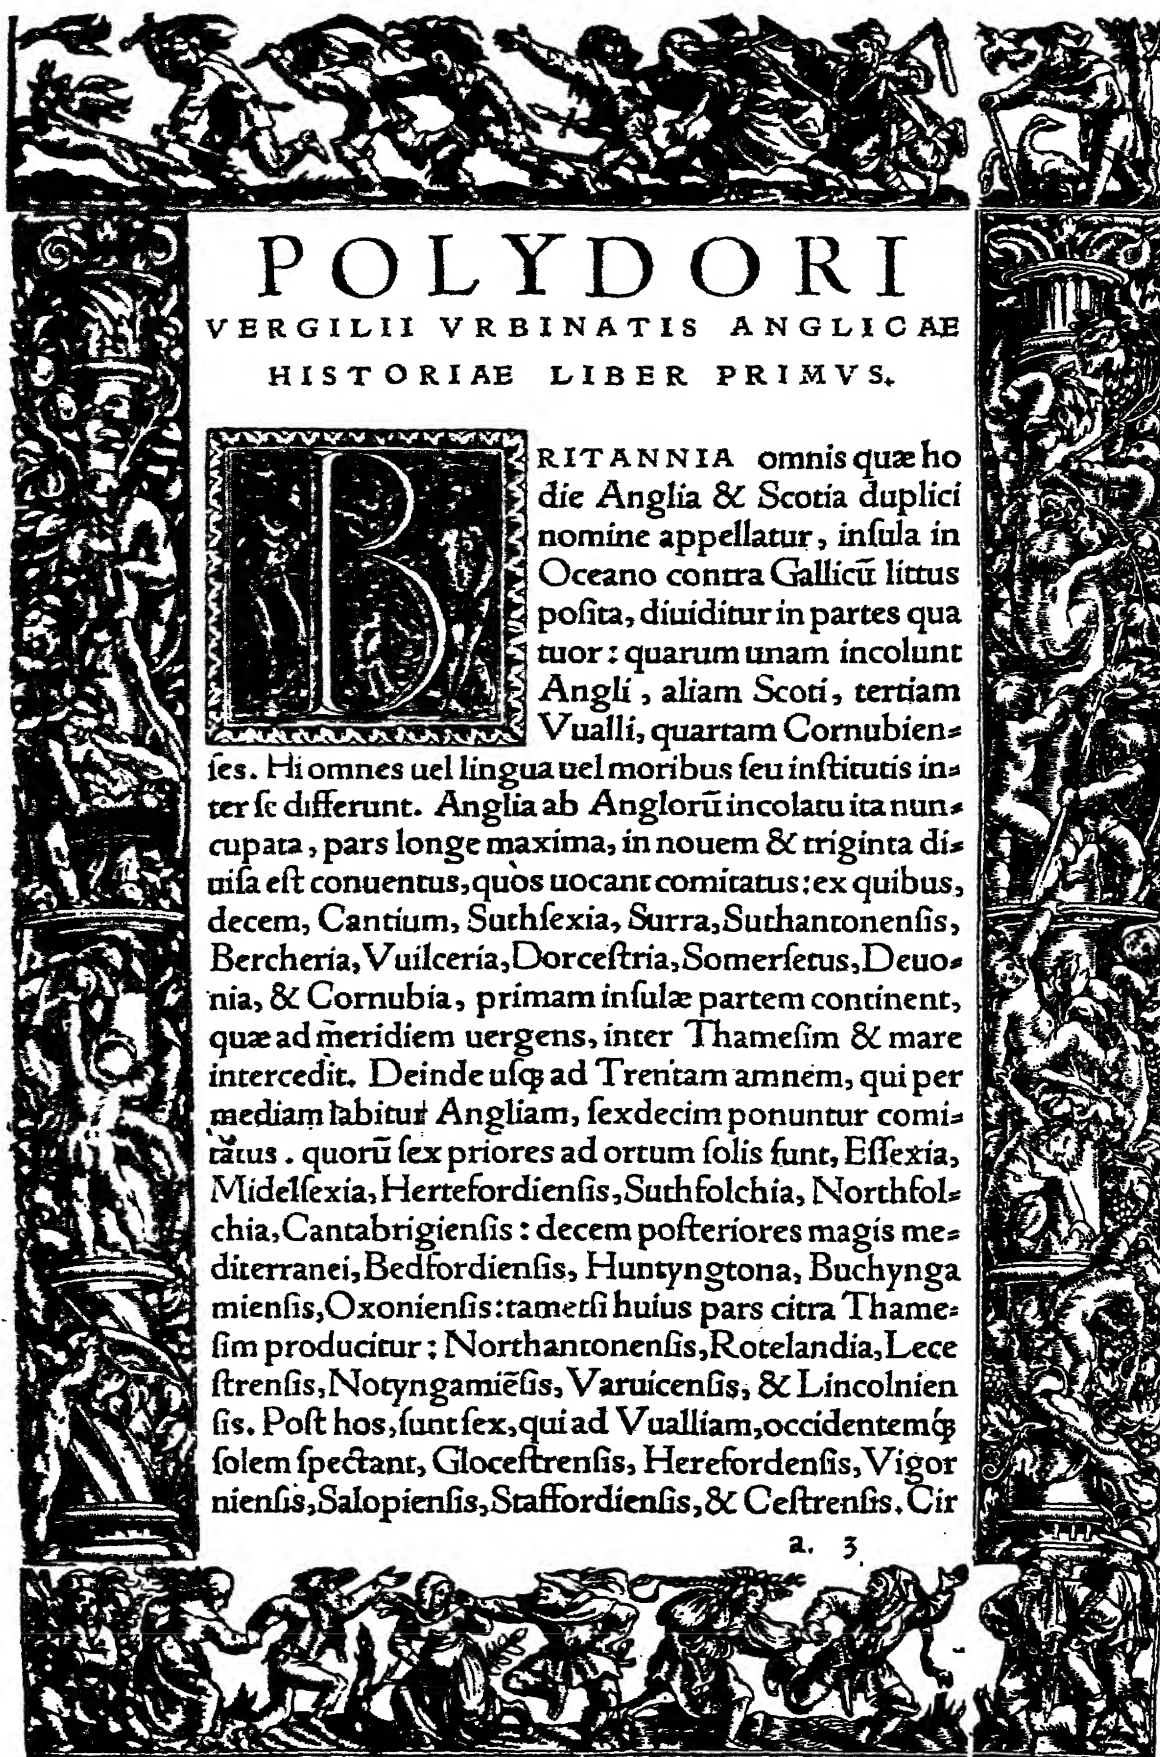 POLYDORI
VERGILII VRBINATIS ANGLICAE
HISTORIAE LIBER PRIMVS.
BRITANNIA omnis quæ ho
die Anglia & Scotia duplici
nomine appellatur, inſula in
Oceano contra Gallicũ littus
poſita, diuiditur in partes qua
tuor: quarum unam incolunt
Angli, aliam Scoti, tertiam
Vualli, quartam Cornubien⸗
ſes. Hi omnes uel lingua uel moribus ſeu inſtitutis in⸗
ter ſe differunt. Anglia ab Anglorũ incolatu ita nun⸗
cupata, pars longe maxima, in nouem & triginta di⸗
uiſa eſt conuentus, quos uocant comitatus: ex quibus,
decem, Cantium, Suthſexia, Surra, Suthantonenſis,
Bercheria, Vuilceria, Dorceſtria, Somerſetus, Deuo⸗
nia, & Cornubia, primam inſulæ partem continent,
quæ ad meridiem uergens, inter Thameſim & mare
intercedit. Deinde uſqꝫ ad Trentam amnem, qui per
mediam labitur Angliam, ſexdecim ponuntur comi⸗
tatus. quorũ ſex priores ad ortum ſolis ſunt, Eſſexia,
Midelſexia, Hertefordienſis, Suthfolchia, Northfol⸗
chia, Cantabrigienſis: decem poſteriores magis me⸗
diterranei, Bedfordienſis, Huntyngtona, Buchynga
mienſis, Oxonienſis: tametſi huius pars citra Thame⸗
ſim producitur: Northantonenſis, Rotelandia, Lece
ſtrenſis, Notyngamiẽſis, Varuicenſis, & Lincolnien
ſis. Poſt hos, ſunt ſex, qui ad Vualliam, occidentemq́ꝫ
ſolem ſpectant, Gloceſtrenſis, Herefordenſis, Vigor
nienſis, Salopienſis, Staffordienſis, & Ceſtrenſis. Cir
a. 3